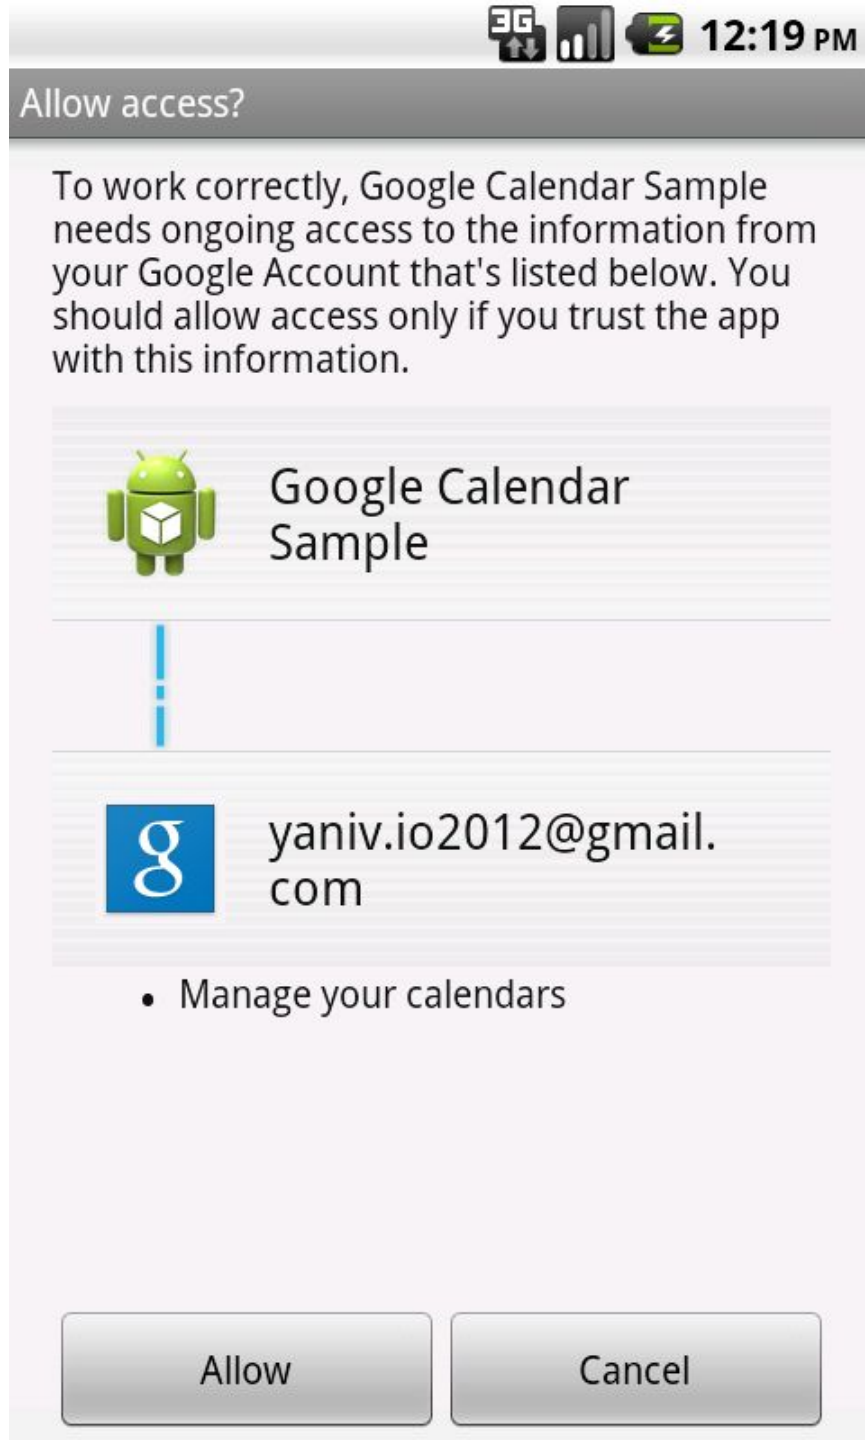 3G 12:19 PM
Allow access?
To work correctly, Google Calendar Sample
needs ongoing access to the information from
your Google Account that's listed below. You
should allow access only if you trust the app
with this information.
Google Calendar
Sample
g
yaniv.io2012@gmail.
com
• Manage your calendars
Allow Cancel